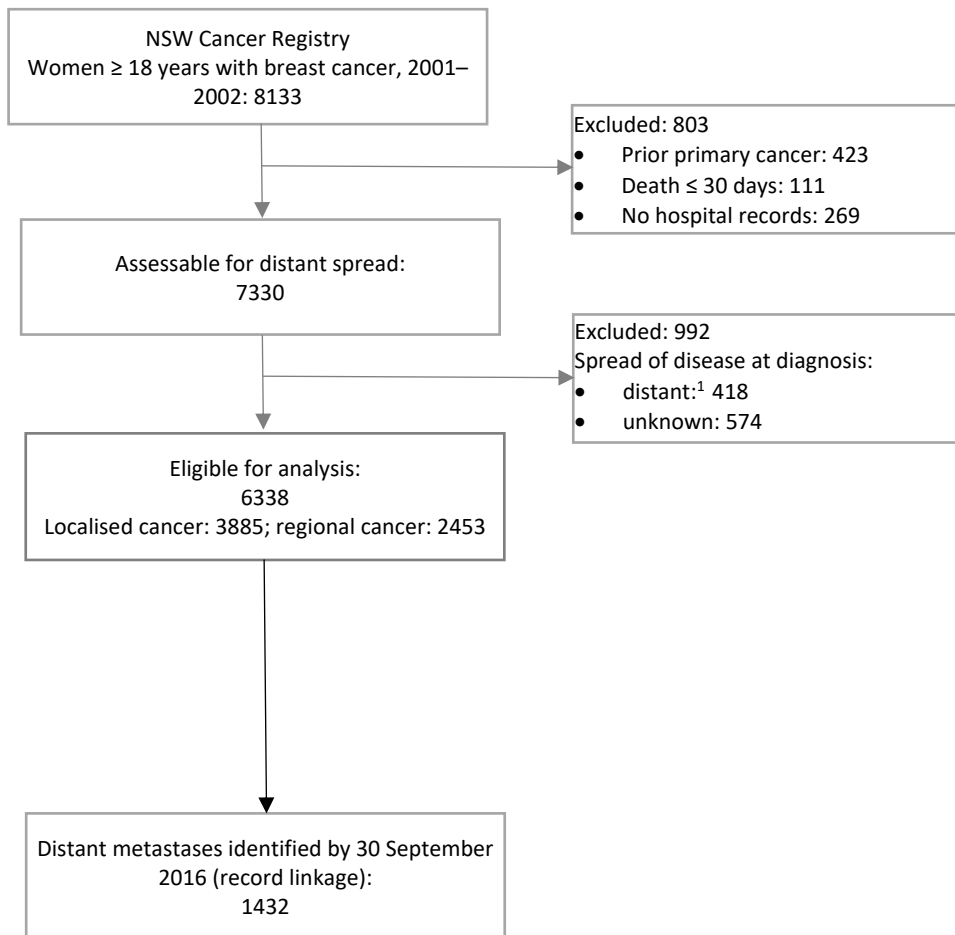 NSW Cancer Registry
Women ≥ 18 years with breast cancer, 2001–
2002: 8133
Excluded: 803
• Prior primary cancer: 423
• Death ≤ 30 days: 111
• No hospital records: 269
Assessable for distant spread:
7330
Excluded: 992
Spread of disease at diagnosis:
• distant:¹ 418
• unknown: 574
Eligible for analysis:
6338
Localised cancer: 3885; regional cancer: 2453
Distant metastases identified by 30 September
2016 (record linkage):
1432